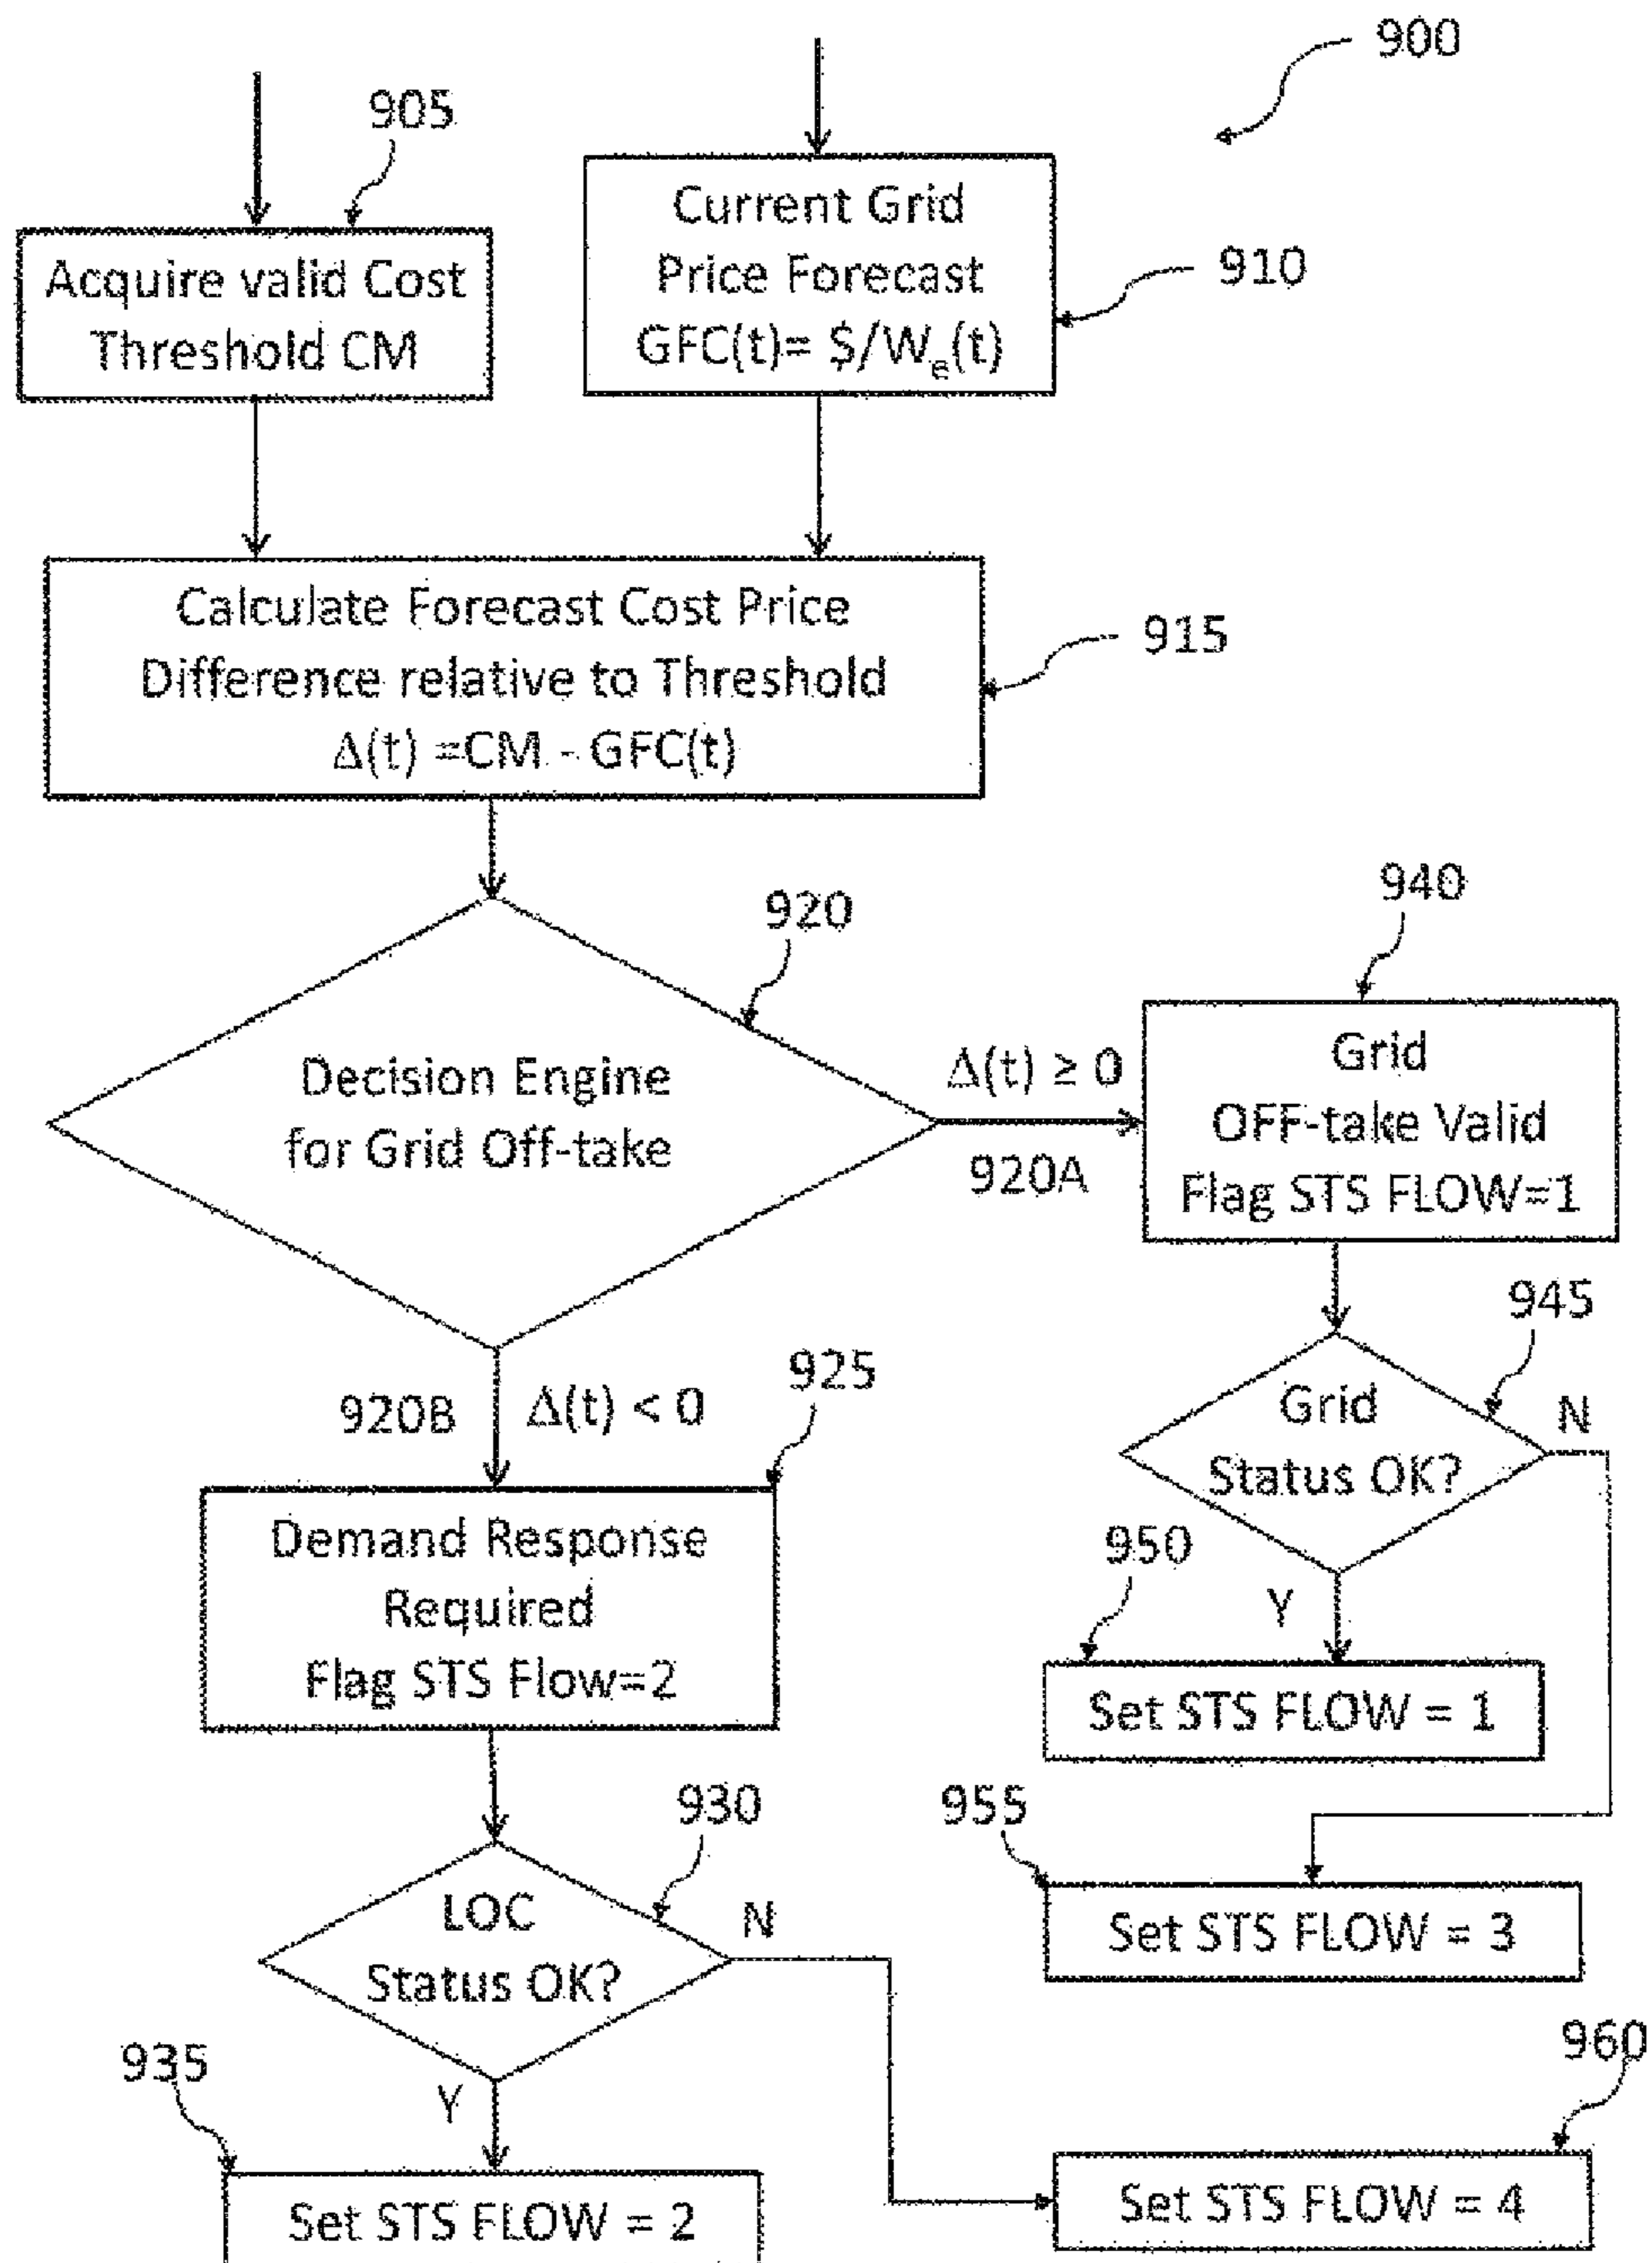 900
905
Acquire valid Cost
Threshold CM
Current Grid
Price Forecast
GFC(t)= $/We(t)
910
Calculate Forecast Cost Price
Difference relative to Threshold
Δ(t) =CM - GFC(t)
915
920
Decision Engine
for Grid Off-take
Δ(t) ≥ 0
920A
940
Grid
OFF-take Valid
Flag STS FLOW=1
945
Grid
Status OK?
N
Y
950
Set STS FLOW = 1
955
Set STS FLOW = 3
920B
Δ(t) < 0
925
Demand Response
Required
Flag STS Flow=2
930
LOC
Status OK?
N
Y
935
Set STS FLOW = 2
960
Set STS FLOW = 4